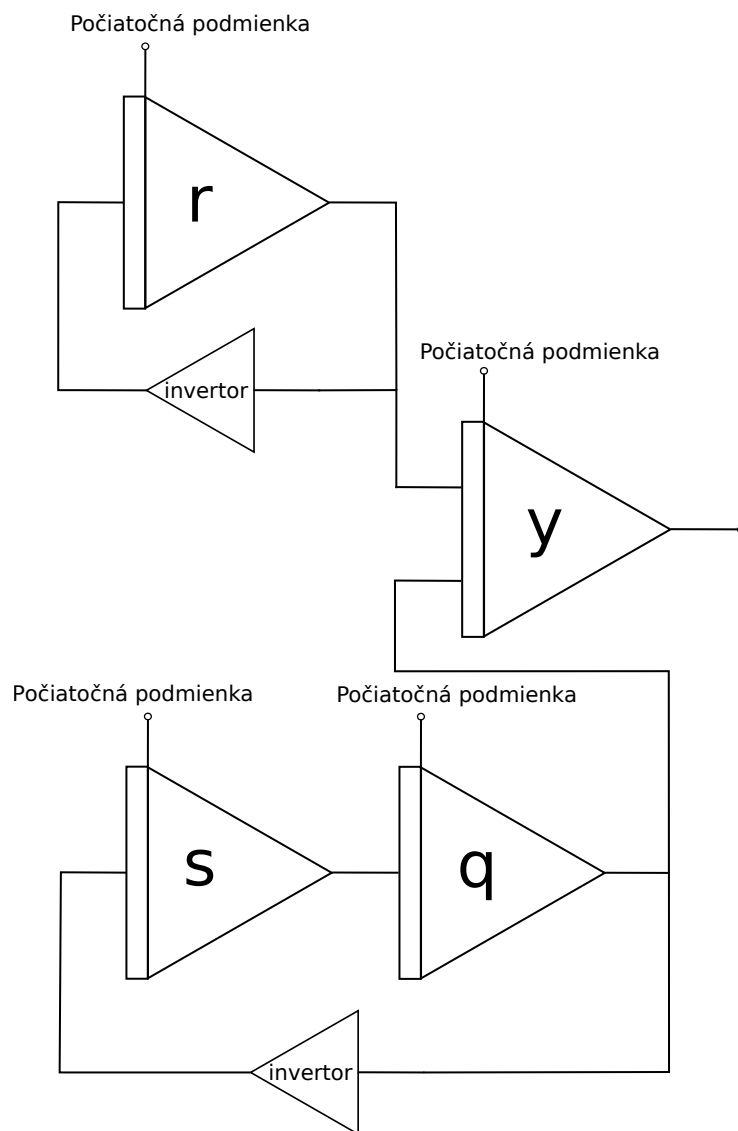 Počiatočná podmienka
r
invertor
Počiatočná podmienka
y
Počiatočná podmienka
Počiatočná podmienka
s
q
invertor